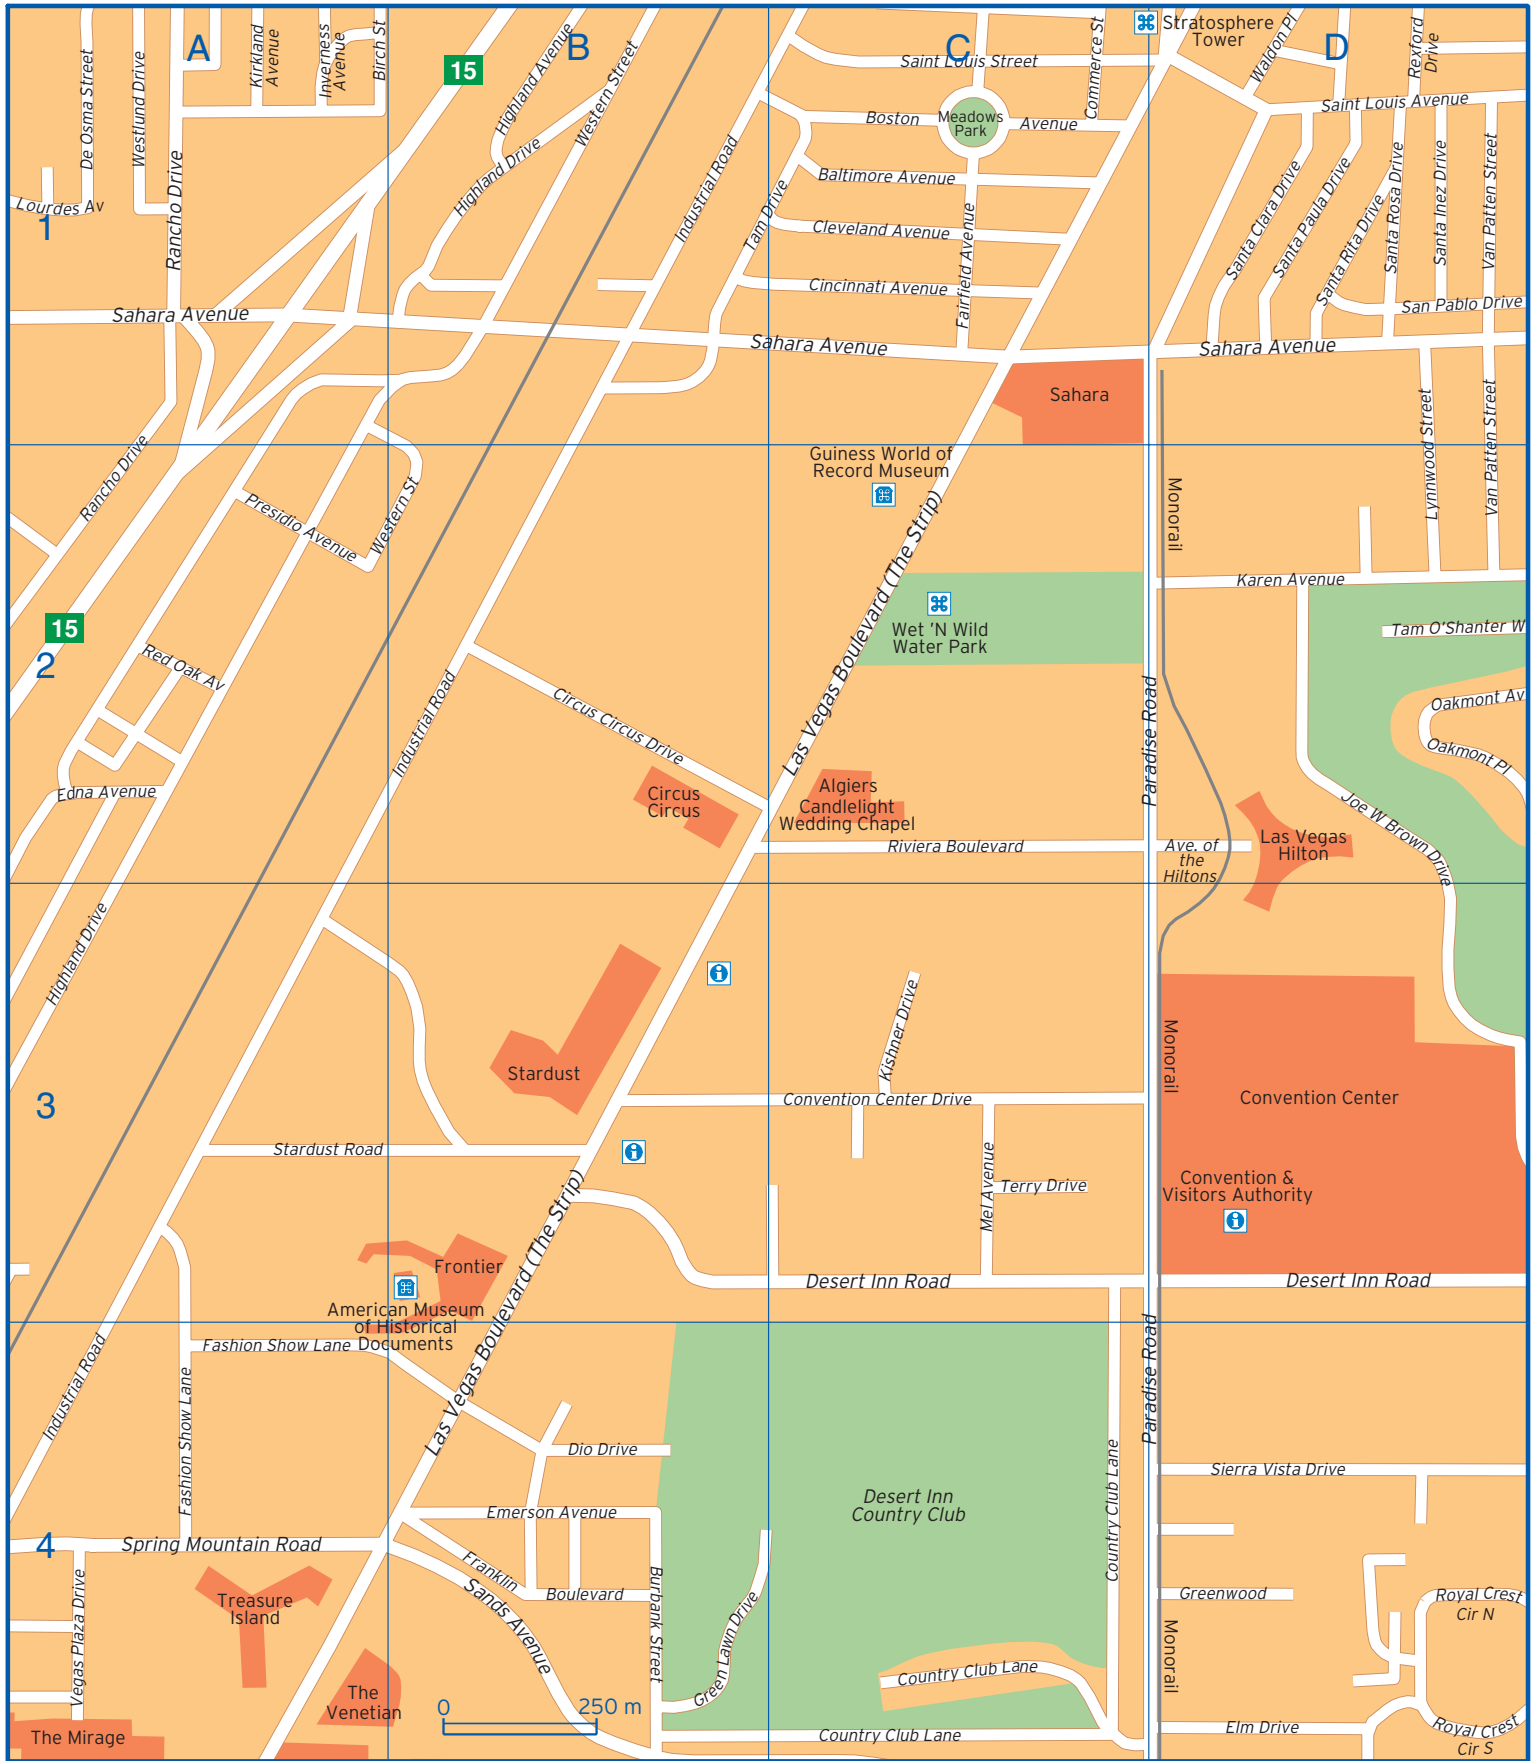 A
B
C
D
1
2
3
4
De Osma Street
Westlund Drive
Rancho Drive
Kirkland
Avenue
Inverness
Avenue
Birch St
15
Highland Avenue
Western Street
Highland Drive
Lourdes Av
Industrial Road
Tam Drive
Saint Louis Street
Commerce St
Stratosphere
Tower
Waldon Pl
Rexford
Drive
Saint Louis Avenue
Boston
Meadows
Park
Avenue
Baltimore Avenue
Cleveland Avenue
Cincinnati Avenue
Fairfield Avenue
Santa Clara Drive
Santa Paula Drive
Santa Rita Drive
Santa Rosa Drive
Santa Inez Drive
Van Patten Street
San Pablo Drive
Sahara Avenue
Sahara Avenue
Sahara Avenue
Sahara
Lynnwood Street
Van Patten Street
Rancho Drive
Presidio Avenue
Western St
Guiness World of
Record Museum
Monorail
Karen Avenue
15
Las Vegas Boulevard (The Strip)
Wet 'N Wild
Water Park
Tam O'Shanter W
Red Oak Av
Industrial Road
Circus Circus Drive
Paradise Road
Oakmont Av
Oakmont Pl
Edna Avenue
Circus
Circus
Algiers
Candlelight
Wedding Chapel
Riviera Boulevard
Ave. of
the
Hiltons
Las Vegas
Hilton
Joe W Brown Drive
Highland Drive
Stardust
Kishner Drive
Convention Center Drive
Monorail
Convention Center
Stardust Road
Mel Avenue
Terry Drive
Convention &
Visitors Authority
Frontier
American Museum
of Historical
Documents
Las Vegas Boulevard (The Strip)
Desert Inn Road
Desert Inn Road
Industrial Road
Fashion Show Lane
Fashion Show Lane
Paradise Road
Dio Drive
Country Club Lane
Sierra Vista Drive
Desert Inn
Country Club
Emerson Avenue
Spring Mountain Road
Franklin
Boulevard
Sands Avenue
Burbank Street
Green Lawn Drive
Vegas Plaza Drive
Treasure
Island
Greenwood
Royal Crest
Cir N
Monorail
Country Club Lane
The
Venetian
0
250 m
The Mirage
Country Club Lane
Elm Drive
Royal Crest
Cir S